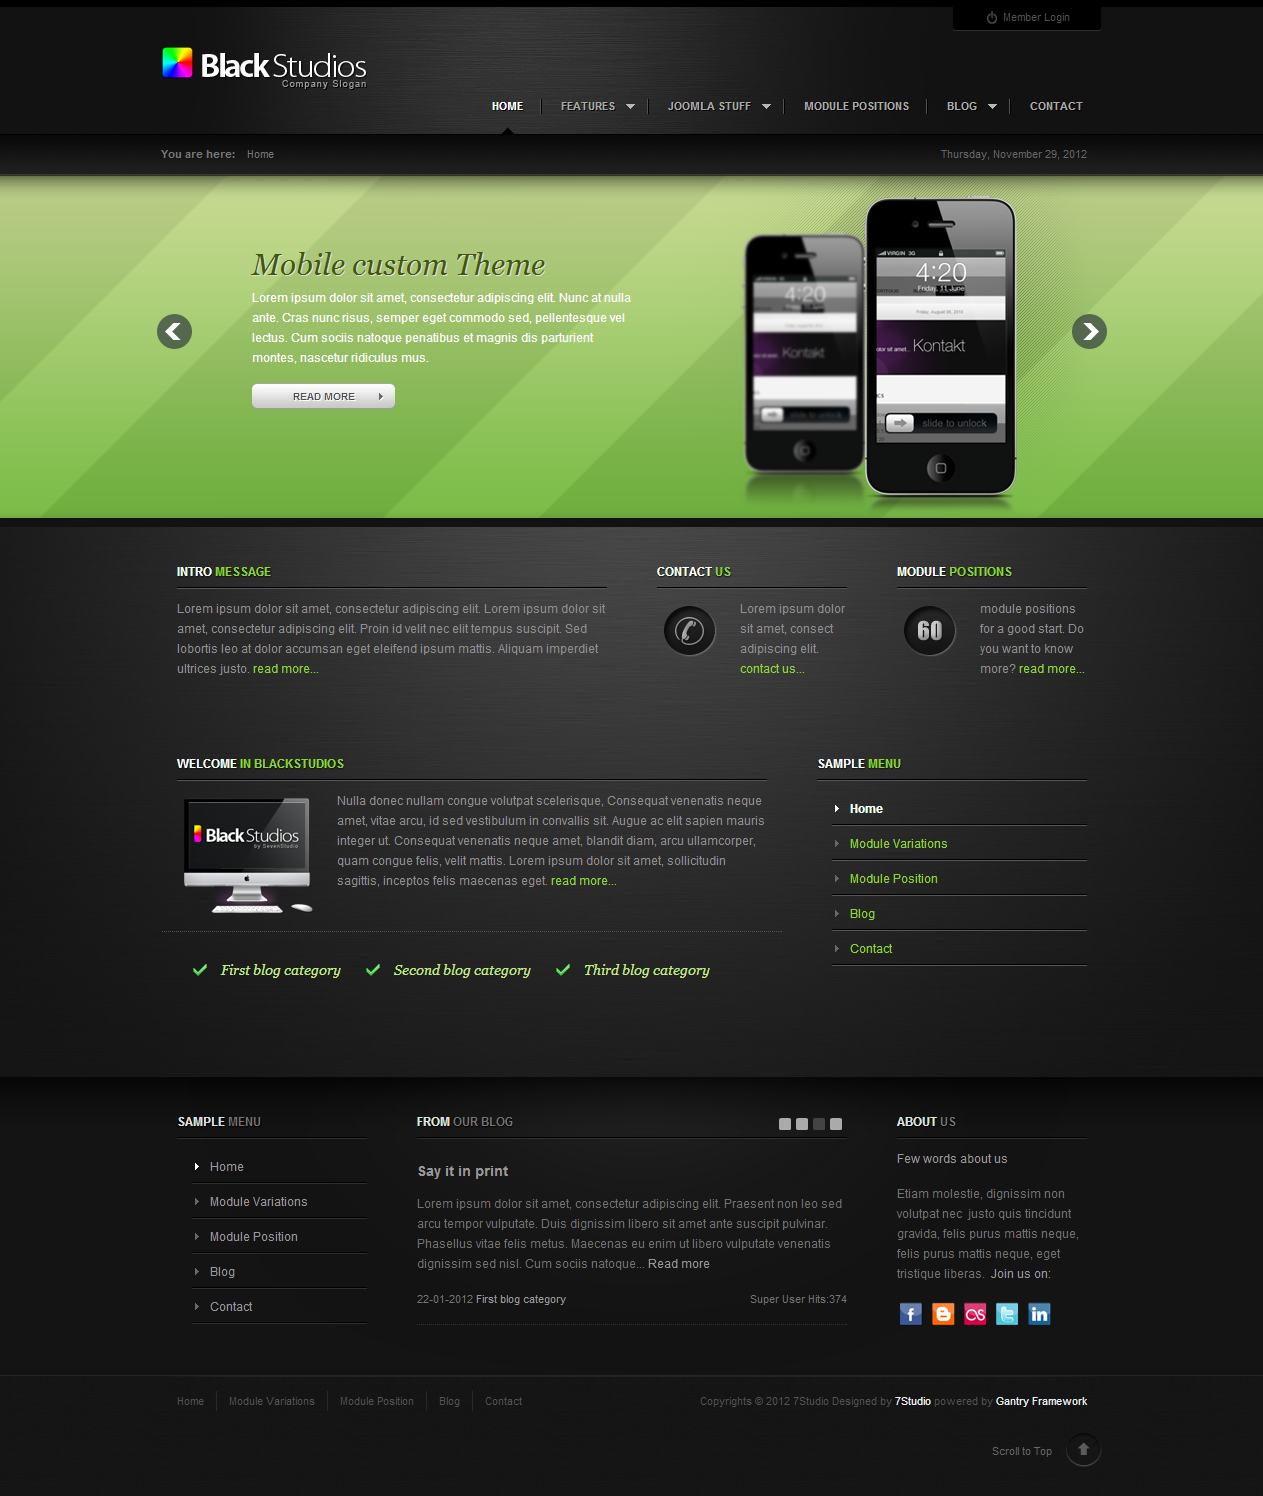 Member Login
BlackStudios
Company Slogan
HOME
FEATURES
JOOMLA STUFF
MODULE POSITIONS
BLOG
CONTACT
You are here: Home
Thursday, November 29, 2012
Mobile custom Theme
Lorem ipsum dolor sit amet, consectetur adipiscing elit. Nunc at nulla
ante. Cras nunc risus, semper eget commodo sed, pellentesque vel
lectus. Cum sociis natoque penatibus et magnis dis parturient
montes, nascetur ridiculus mus.
READ MORE
4:20
Kontakt
slide to unlock
VIRGIN 3G
4:20
Friday, 11 June
Kontakt
slide to unlock
INTRO MESSAGE
Lorem ipsum dolor sit amet, consectetur adipiscing elit. Lorem ipsum dolor sit
amet, consectetur adipiscing elit. Proin id velit nec elit tempus suscipit. Sed
lobortis leo at dolor accumsan eget eleifend ipsum mattis. Aliquam imperdiet
ultrices justo. read more...
CONTACT US
Lorem ipsum dolor
sit amet, consect
adipiscing elit.
contact us...
MODULE POSITIONS
60
module positions
for a good start. Do
you want to know
more? read more...
WELCOME IN BLACKSTUDIOS
BlackStudios
by SevenStudio
Nulla donec nullam congue volutpat scelerisque, Consequat venenatis neque
amet, vitae arcu, id sed vestibulum in convallis sit. Augue ac elit sapien mauris
integer ut. Consequat venenatis neque amet, blandit diam, arcu ullamcorper,
quam congue felis, velit mattis. Lorem ipsum dolor sit amet, sollicitudin
sagittis, inceptos felis maecenas eget. read more...
First blog category
Second blog category
Third blog category
SAMPLE MENU
Home
Module Variations
Module Position
Blog
Contact
SAMPLE MENU
Home
Module Variations
Module Position
Blog
Contact
FROM OUR BLOG
Say it in print
Lorem ipsum dolor sit amet, consectetur adipiscing elit. Praesent non leo sed
arcu tempor vulputate. Duis dignissim libero sit amet ante suscipit pulvinar.
Phasellus vitae felis metus. Maecenas eu enim ut libero vulputate venenatis
dignissim sed nisl. Cum sociis natoque... Read more
22-01-2012 First blog category
Super User Hits:374
ABOUT US
Few words about us
Etiam molestie, dignissim non
volutpat nec justo quis tincidunt
gravida, felis purus mattis neque,
felis purus mattis neque, eget
tristique liberas. Join us on:
Home
Module Variations
Module Position
Blog
Contact
Copyrights © 2012 7Studio Designed by 7Studio powered by Gantry Framework
Scroll to Top